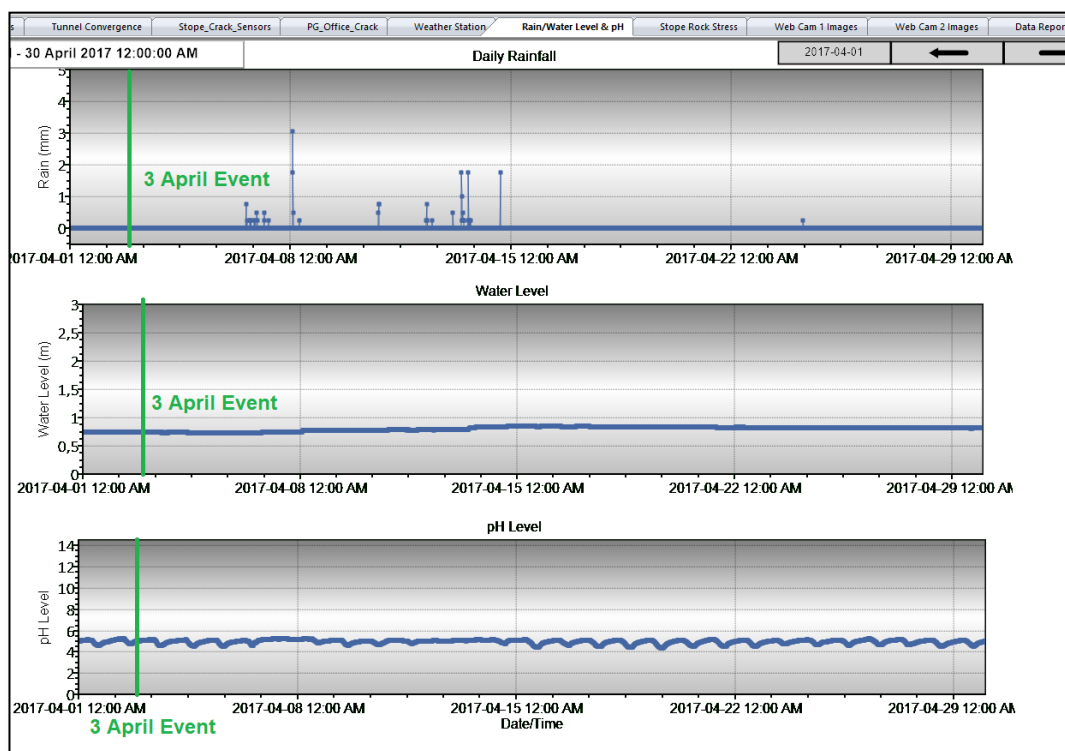 s Tunnel Convergence Stope_Crack_Sensors PG_Office_Crack Weather Station Rain/Water Level & pH Stope Rock Stress Web Cam 1 Images Web Cam 2 Images Data Repor
- 30 April 2017 12:00:00 AM
2017-04-01
Daily Rainfall
5
4
3
2
1
0
Rain (mm)
3 April Event
2017-04-01 12:00 AM 2017-04-08 12:00 AM 2017-04-15 12:00 AM 2017-04-22 12:00 AM 2017-04-29 12:00 AM
Water Level
3
2,5
2
1,5
1
0,5
0
Water Level (m)
3 April Event
2017-04-01 12:00 AM 2017-04-08 12:00 AM 2017-04-15 12:00 AM 2017-04-22 12:00 AM 2017-04-29 12:00 AM
pH Level
14
12
10
8
6
4
2
0
pH Level
2017-04-01 12:00 AM 2017-04-08 12:00 AM 2017-04-15 12:00 AM 2017-04-22 12:00 AM 2017-04-29 12:00 AM
Date/Time
3 April Event